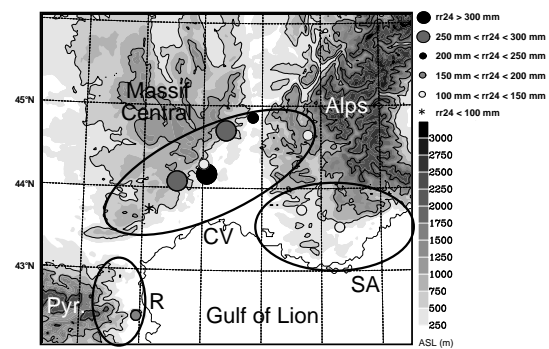 rr24 > 300 mm
250 mm < rr24 < 300 mm
200 mm < rr24 < 250 mm
150 mm < rr24 < 200 mm
100 mm < rr24 < 150 mm
rr24 < 100 mm
Massif
Central
Alps
45°N
44°N
43°N
CV
SA
R
Pyr.
Gulf of Lion
3000
2750
2500
2250
2000
1750
1500
1250
1000
750
500
250
ASL (m)